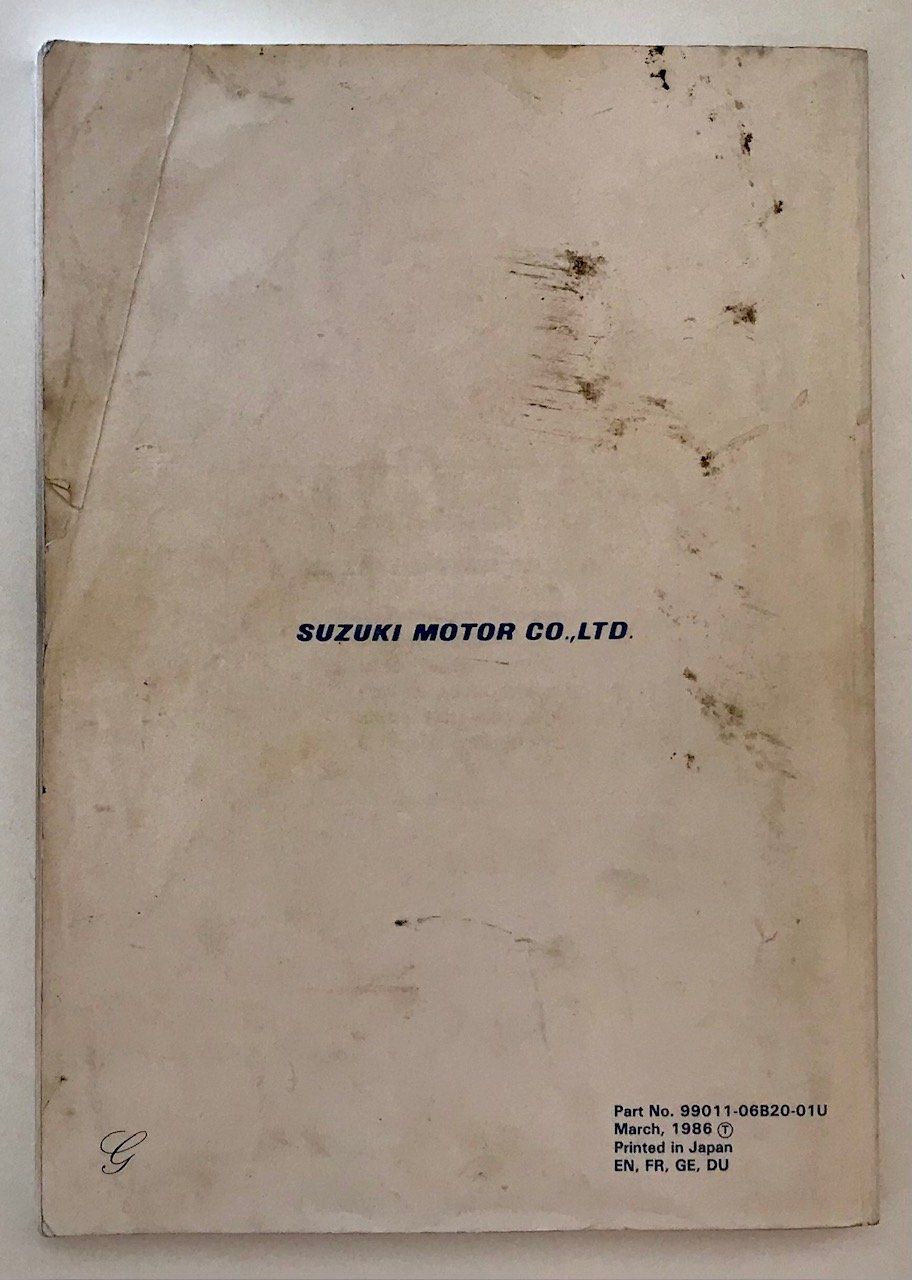 SUZUKI MOTOR CO.,LTD.
G
Part No. 99011-06B20-01U
March, 1986 Ⓣ
Printed in Japan
EN, FR, GE, DU